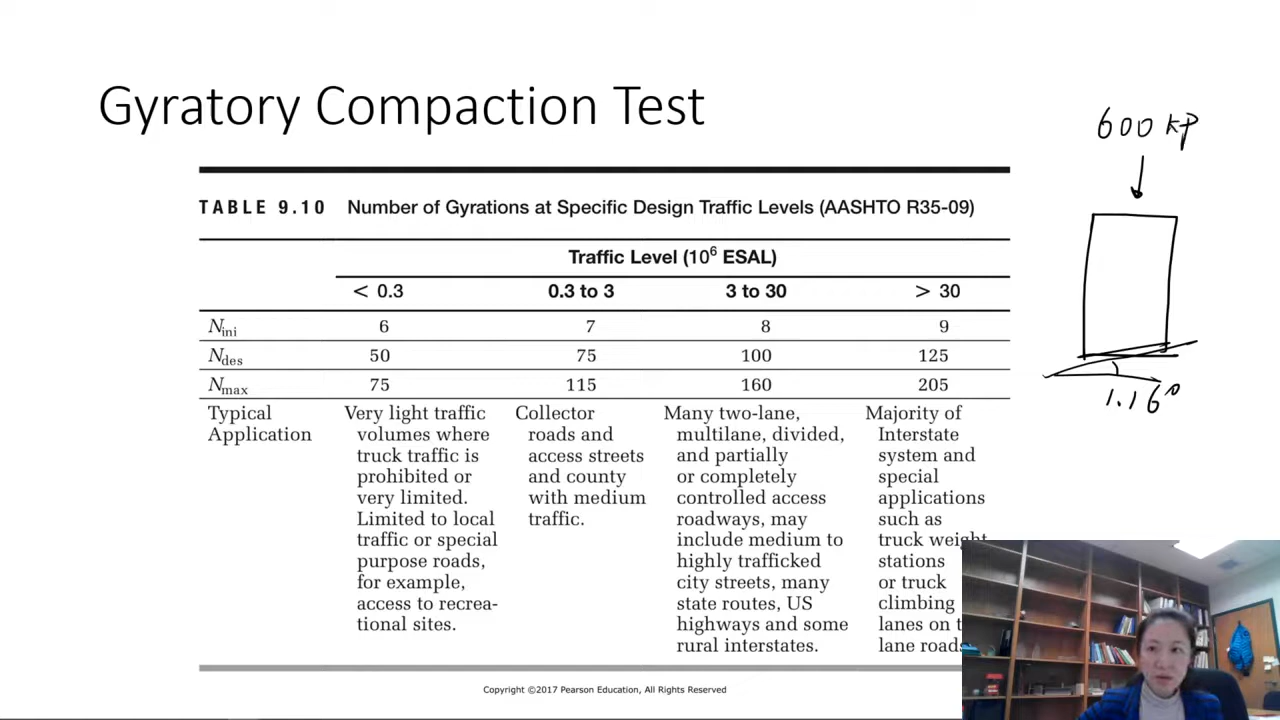 Gyratory Compaction Test
600 kP
TABLE 9.10 Number of Gyrations at Specific Design Traffic Levels (AASHTO R35-09)
Traffic Level (10⁶ ESAL)
< 0.3 0.3 to 3 3 to 30 > 30
Nini 6 7 8 9
Ndes 50 75 100 125
Nmax 75 115 160 205
1.16°
Typical Application
Very light traffic
volumes where
truck traffic is
prohibited or
very limited.
Limited to local
traffic or special
purpose roads,
for example,
access to recrea-
tional sites.
Collector
roads and
access streets
and county
with medium
traffic.
Many two-lane,
multilane, divided,
and partially
or completely
controlled access
roadways, may
include medium to
highly trafficked
city streets, many
state routes, US
highways and some
rural interstates.
Majority of
Interstate
system and
special
applications
such as
truck weight
stations
or truck
climbing
lanes on
lane
Copyright ©2017 Pearson Education, All Rights Reserved